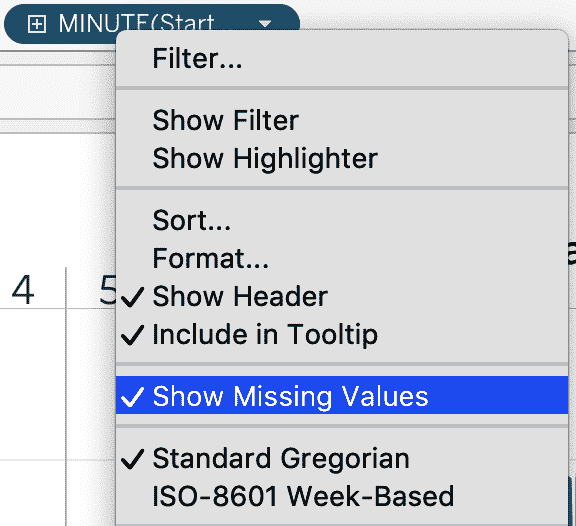 MINUTE(Start...
Filter...
Show Filter
Show Highlighter
Sort...
Format...
4 5 ✓ Show Header
✓ Include in Tooltip
✓ Show Missing Values
✓ Standard Gregorian
ISO-8601 Week-Based